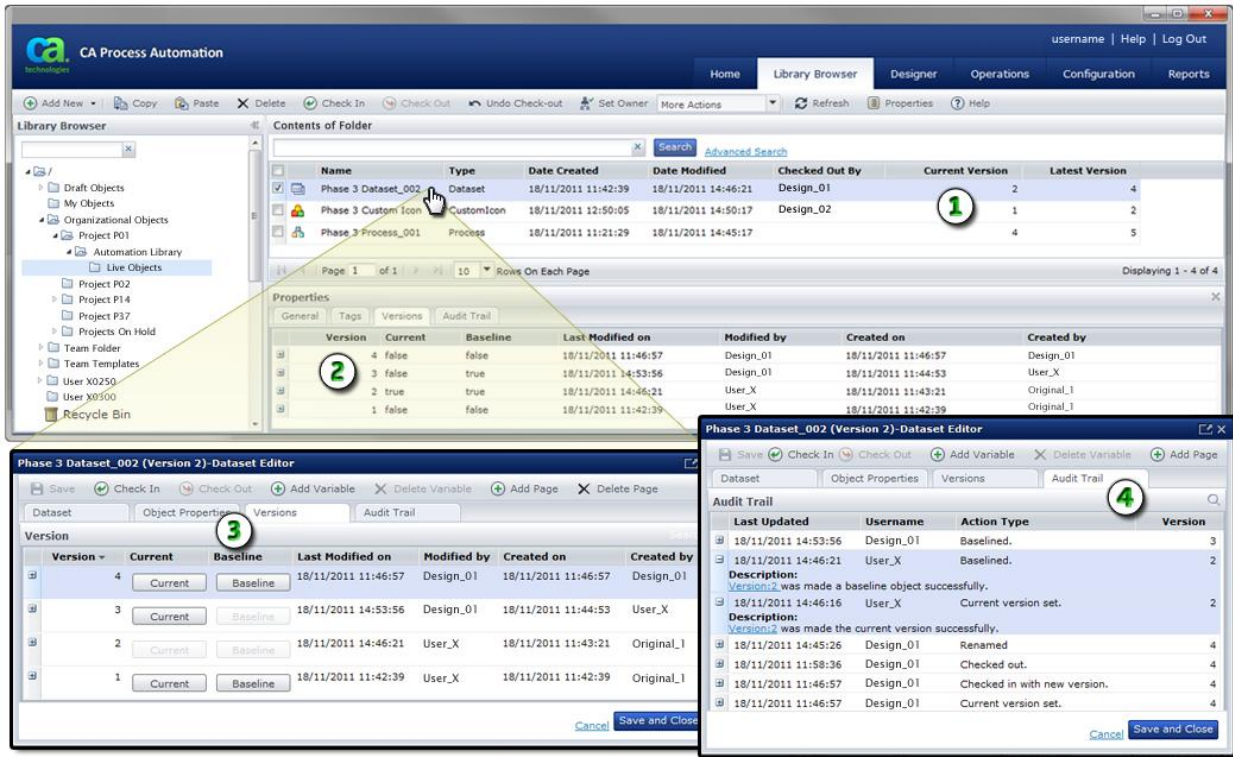 username | Help | Log Out
ca technologies
CA Process Automation
Home Library Browser Designer Operations Configuration Reports
Add New Copy Paste Delete Check In Check Out Undo Check-out Set Owner More Actions Refresh Properties Help
Library Browser
/
Draft Objects
My Objects
Organizational Objects
Project P01
Automation Library
Live Objects
Project P02
Project P14
Project P37
Projects On Hold
Team Folder
Team Templates
User X0250
User X0300
Recycle Bin
Contents of Folder
Search Advanced Search
Name Type Date Created Date Modified Checked Out By Current Version Latest Version
Phase 3 Dataset_002 Dataset 18/11/2011 11:42:39 18/11/2011 14:46:21 Design_01 2 4
Phase 3 Custom Icon CustomIcon 18/11/2011 12:50:05 18/11/2011 14:50:17 Design_02 1 2
Phase 3 Process_001 Process 18/11/2011 11:21:29 18/11/2011 14:45:17 4 5
1
Page 1 of 1 10 Rows On Each Page Displaying 1 - 4 of 4
Properties
General Tags Versions Audit Trail
Version Current Baseline Last Modified on Modified by Created on Created by
4 false false 18/11/2011 11:46:57 Design_01 18/11/2011 11:46:57 Design_01
3 false true 18/11/2011 14:53:56 Design_01 18/11/2011 11:44:53 User_X
2 true true 18/11/2011 14:46:21 User_X 18/11/2011 11:43:21 Original_1
1 false false 18/11/2011 11:42:39 User_X 18/11/2011 11:42:39 Original_1
2
Phase 3 Dataset_002 (Version 2)-Dataset Editor
Save Check In Check Out Add Variable Delete Variable Add Page Delete Page
Dataset Object Properties Versions Audit Trail
3
Version
Version Current Baseline Last Modified on Modified by Created on Created by
4 Current Baseline 18/11/2011 11:46:57 Design_01 18/11/2011 11:46:57 Design_01
3 Current Baseline 18/11/2011 14:53:56 Design_01 18/11/2011 11:44:53 User_X
2 Current Baseline 18/11/2011 14:46:21 User_X 18/11/2011 11:43:21 Original_1
1 Current Baseline 18/11/2011 11:42:39 User_X 18/11/2011 11:42:39 Original_1
Cancel Save and Close
Phase 3 Dataset_002 (Version 2)-Dataset Editor
Save Check In Check Out Add Variable Delete Variable Add Page
Dataset Object Properties Versions Audit Trail
4
Audit Trail
Last Updated Username Action Type Version
18/11/2011 14:53:56 Design_01 Baselined. 3
18/11/2011 14:46:21 User_X Baselined. 2
Description:
Version:2 was made a baseline object successfully.
18/11/2011 14:46:16 User_X Current version set. 2
Description:
Version:2 was made the current version successfully.
18/11/2011 14:45:26 Design_01 Renamed 4
18/11/2011 11:58:36 Design_01 Checked out. 4
18/11/2011 11:46:57 Design_01 Checked in with new version. 4
18/11/2011 11:46:57 Design_01 Current version set. 4
Cancel Save and Close